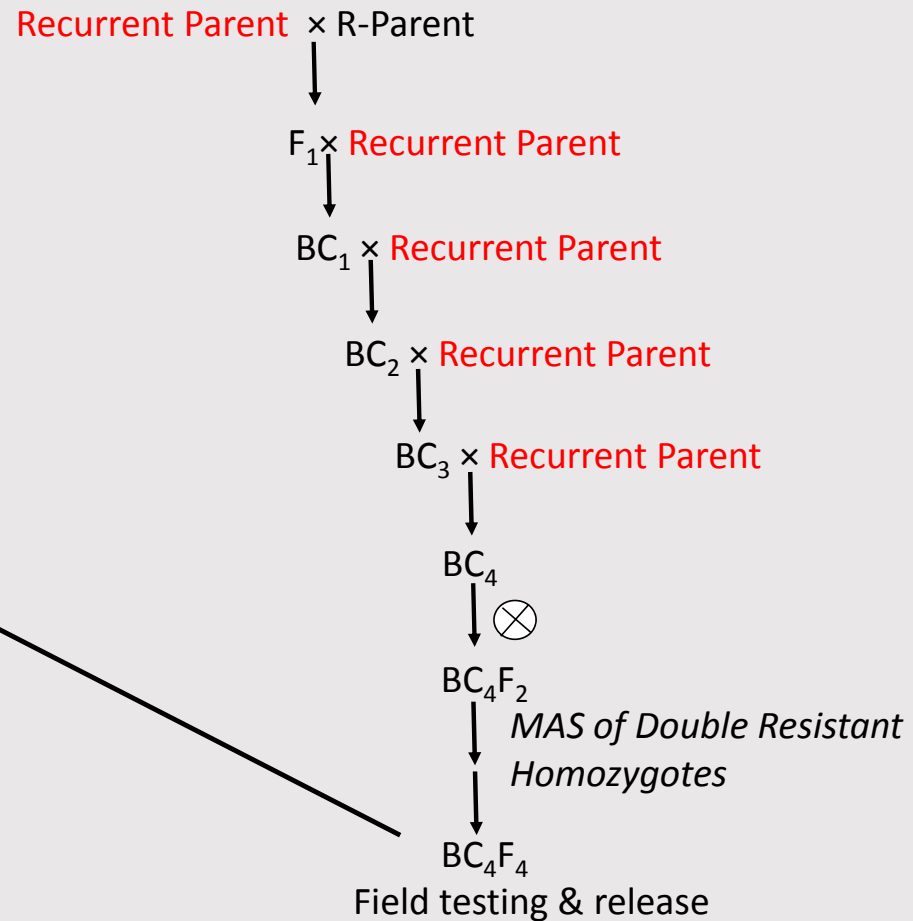 Recurrent Parent × R-Parent
F₁× Recurrent Parent
BC₁ × Recurrent Parent
BC₂ × Recurrent Parent
BC₃ × Recurrent Parent
BC₄
BC₄F₂
MAS of Double Resistant
Homozygotes
BC₄F₄
Field testing & release